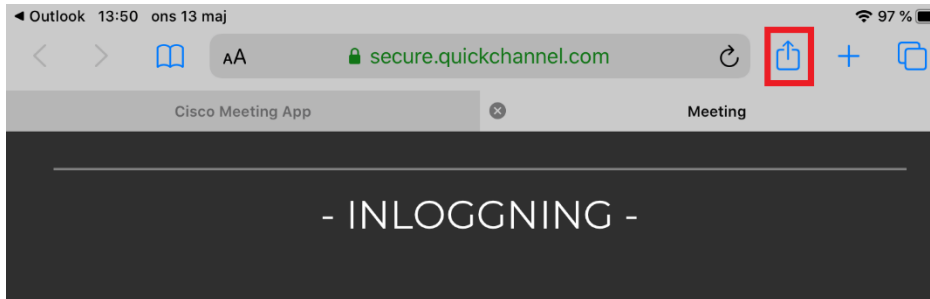 ◀ Outlook 13:50 ons 13 maj 97 %
AA secure.quickchannel.com
Cisco Meeting App Meeting
- INLOGGNING -